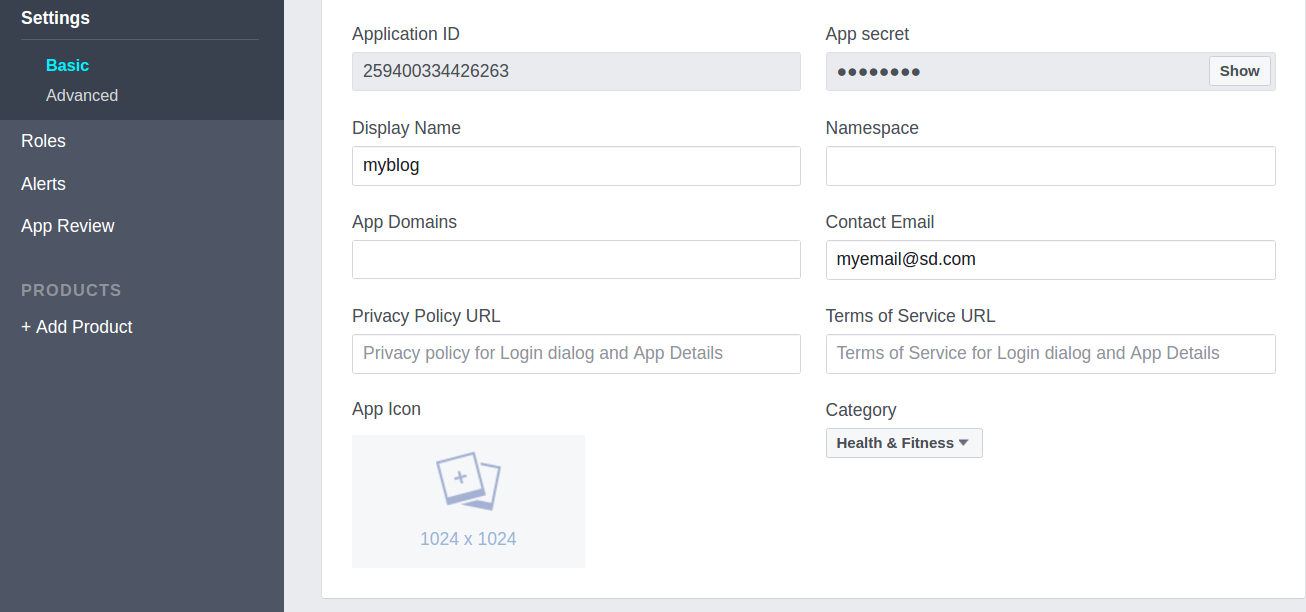 Settings
Basic
Advanced
Roles
Alerts
App Review
PRODUCTS
+ Add Product
Application ID
259400334426263
App secret
●●●●●●●●
Show
Display Name
myblog
Namespace
App Domains
Contact Email
myemail@sd.com
Privacy Policy URL
Privacy policy for Login dialog and App Details
Terms of Service URL
Terms of Service for Login dialog and App Details
App Icon
1024 x 1024
Category
Health & Fitness